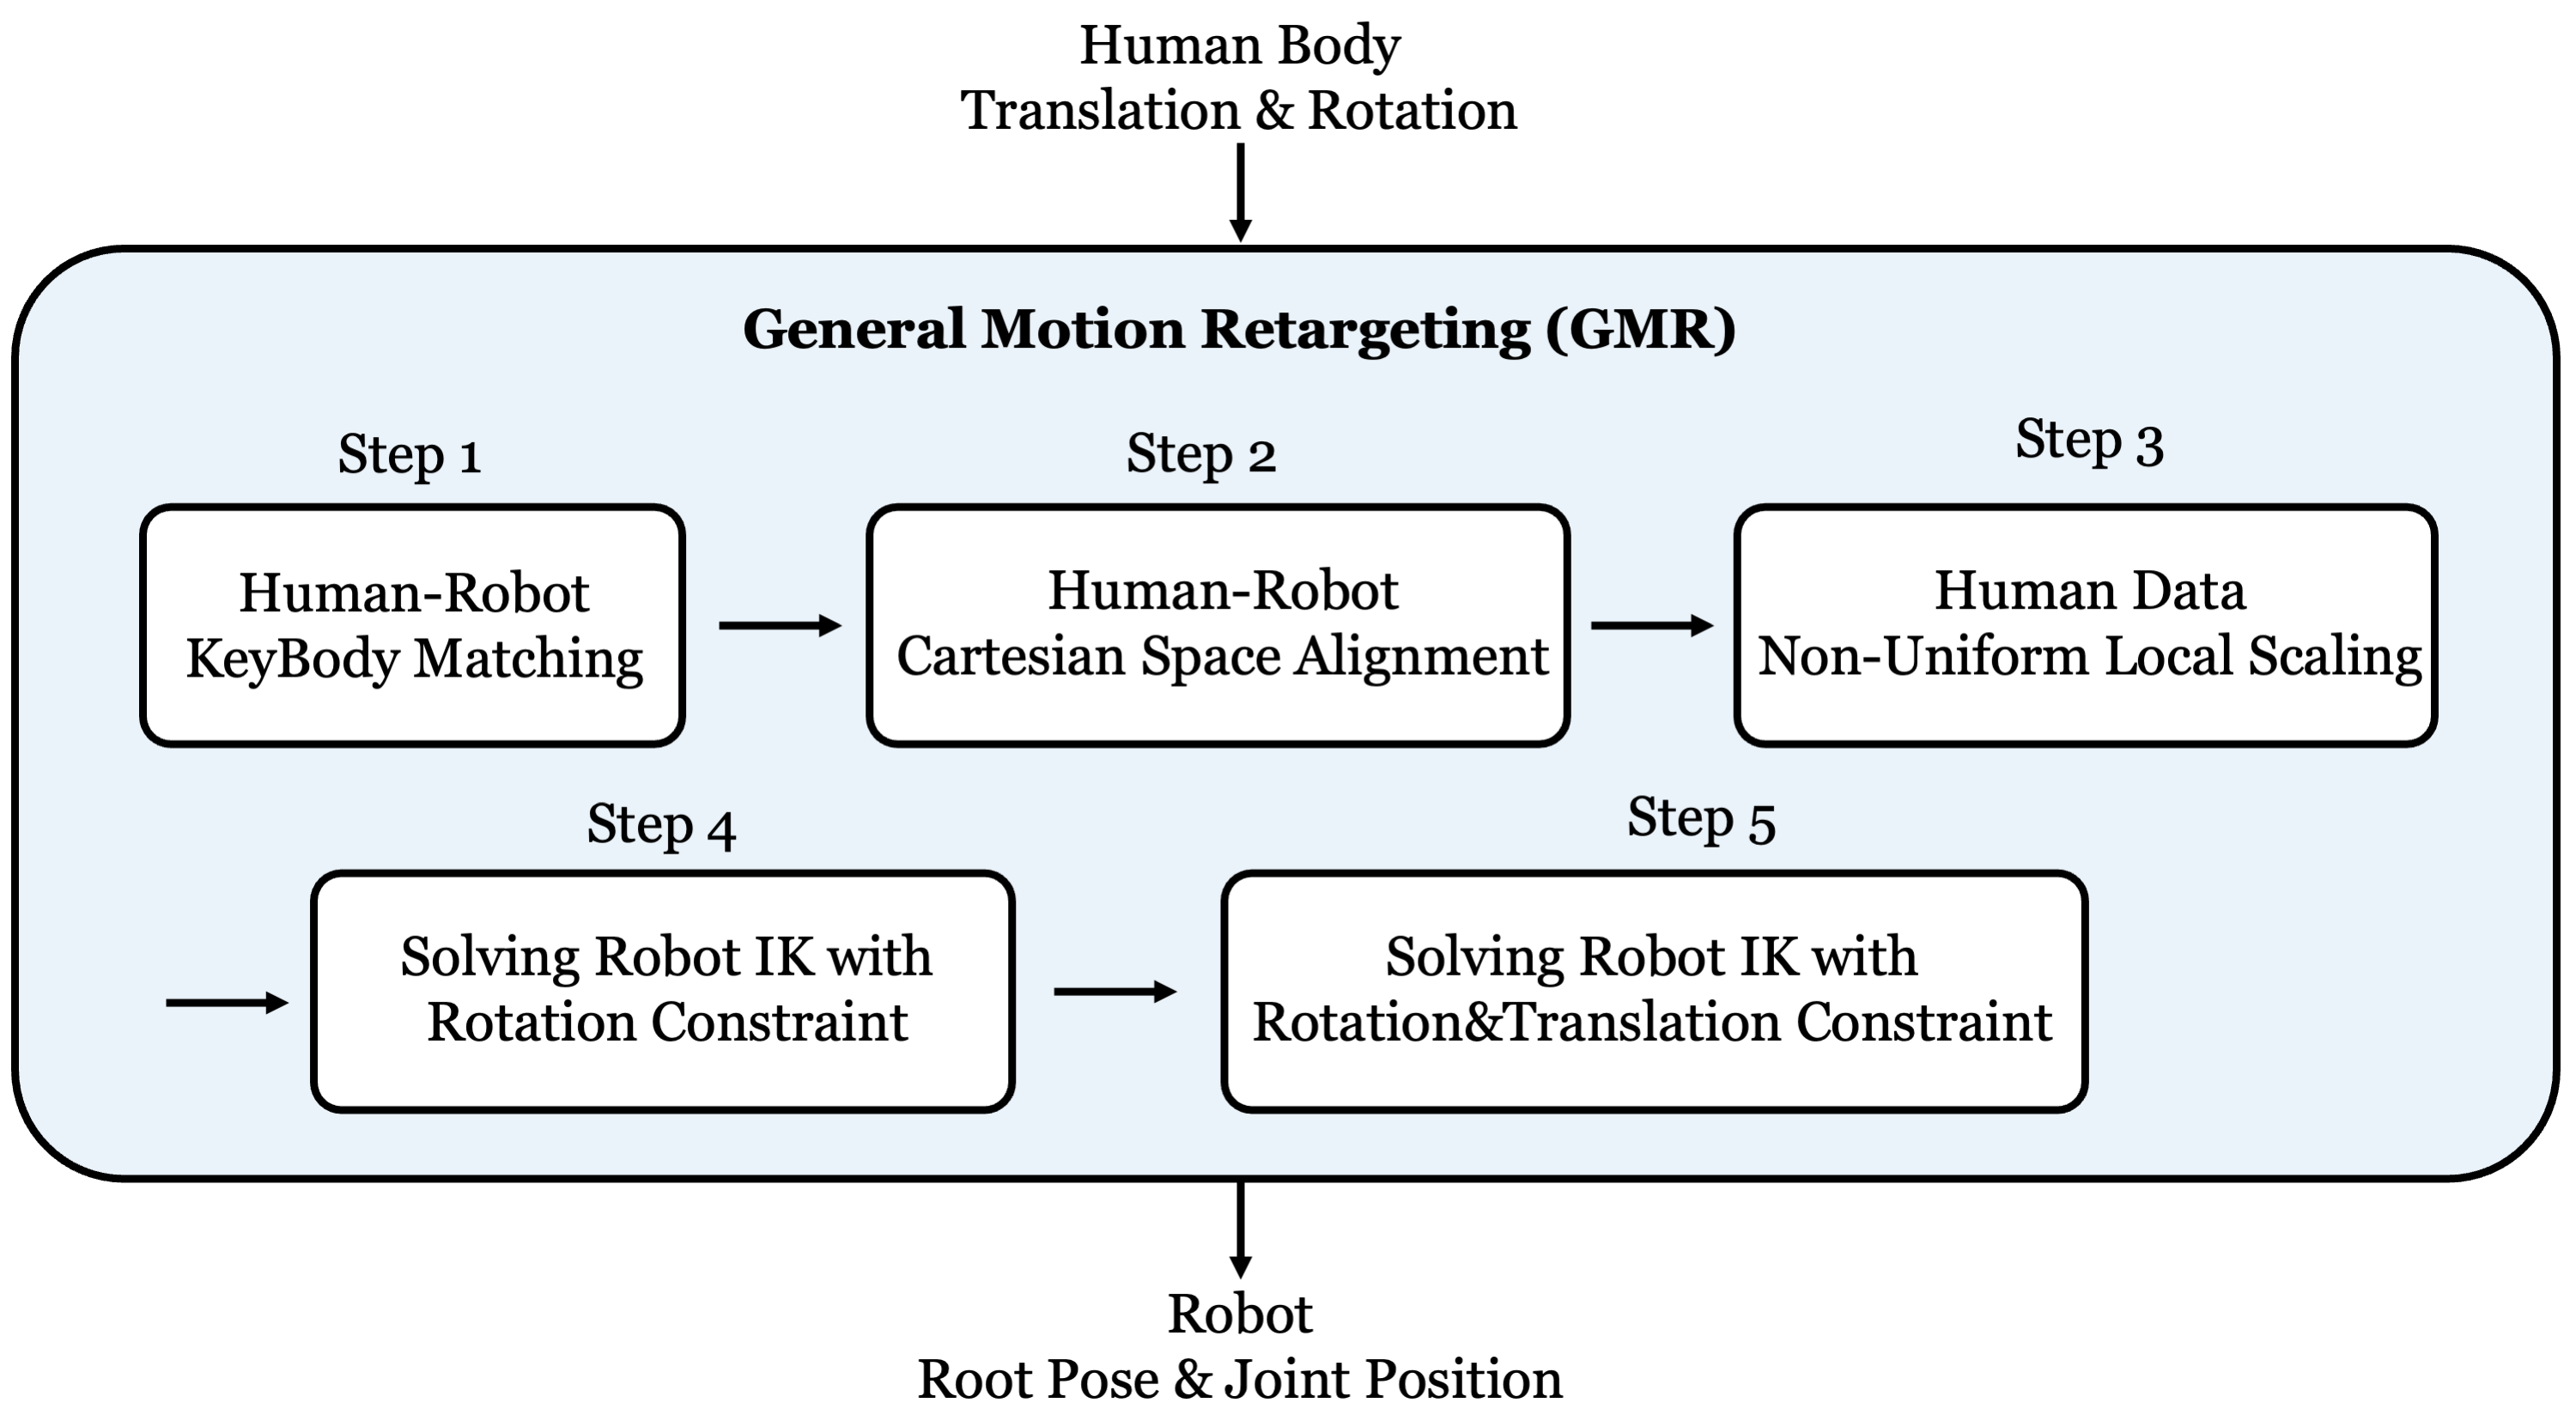 Human Body
Translation & Rotation
General Motion Retargeting (GMR)
Step 1
Step 2
Step 3
Human-Robot
KeyBody Matching
Human-Robot
Cartesian Space Alignment
Human Data
Non-Uniform Local Scaling
Step 4
Step 5
Solving Robot IK with
Rotation Constraint
Solving Robot IK with
Rotation&Translation Constraint
Robot
Root Pose & Joint Position